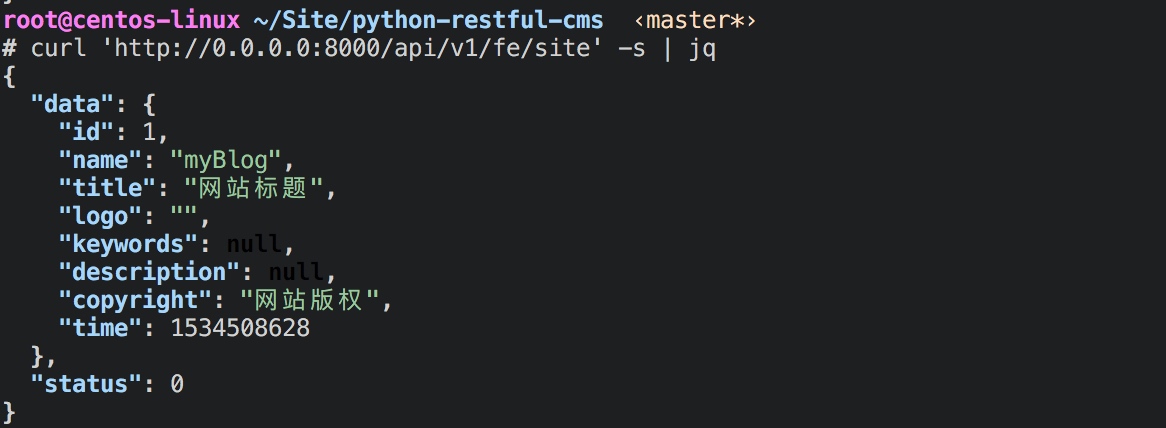 root@centos-linux ~/Site/python-restful-cms ‹master*›
# curl 'http://0.0.0.0:8000/api/v1/fe/site' -s | jq
{
  "data": {
    "id": 1,
    "name": "myBlog",
    "title": "网站标题",
    "logo": "",
    "keywords": null,
    "description": null,
    "copyright": "网站版权",
    "time": 1534508628
  },
  "status": 0
}